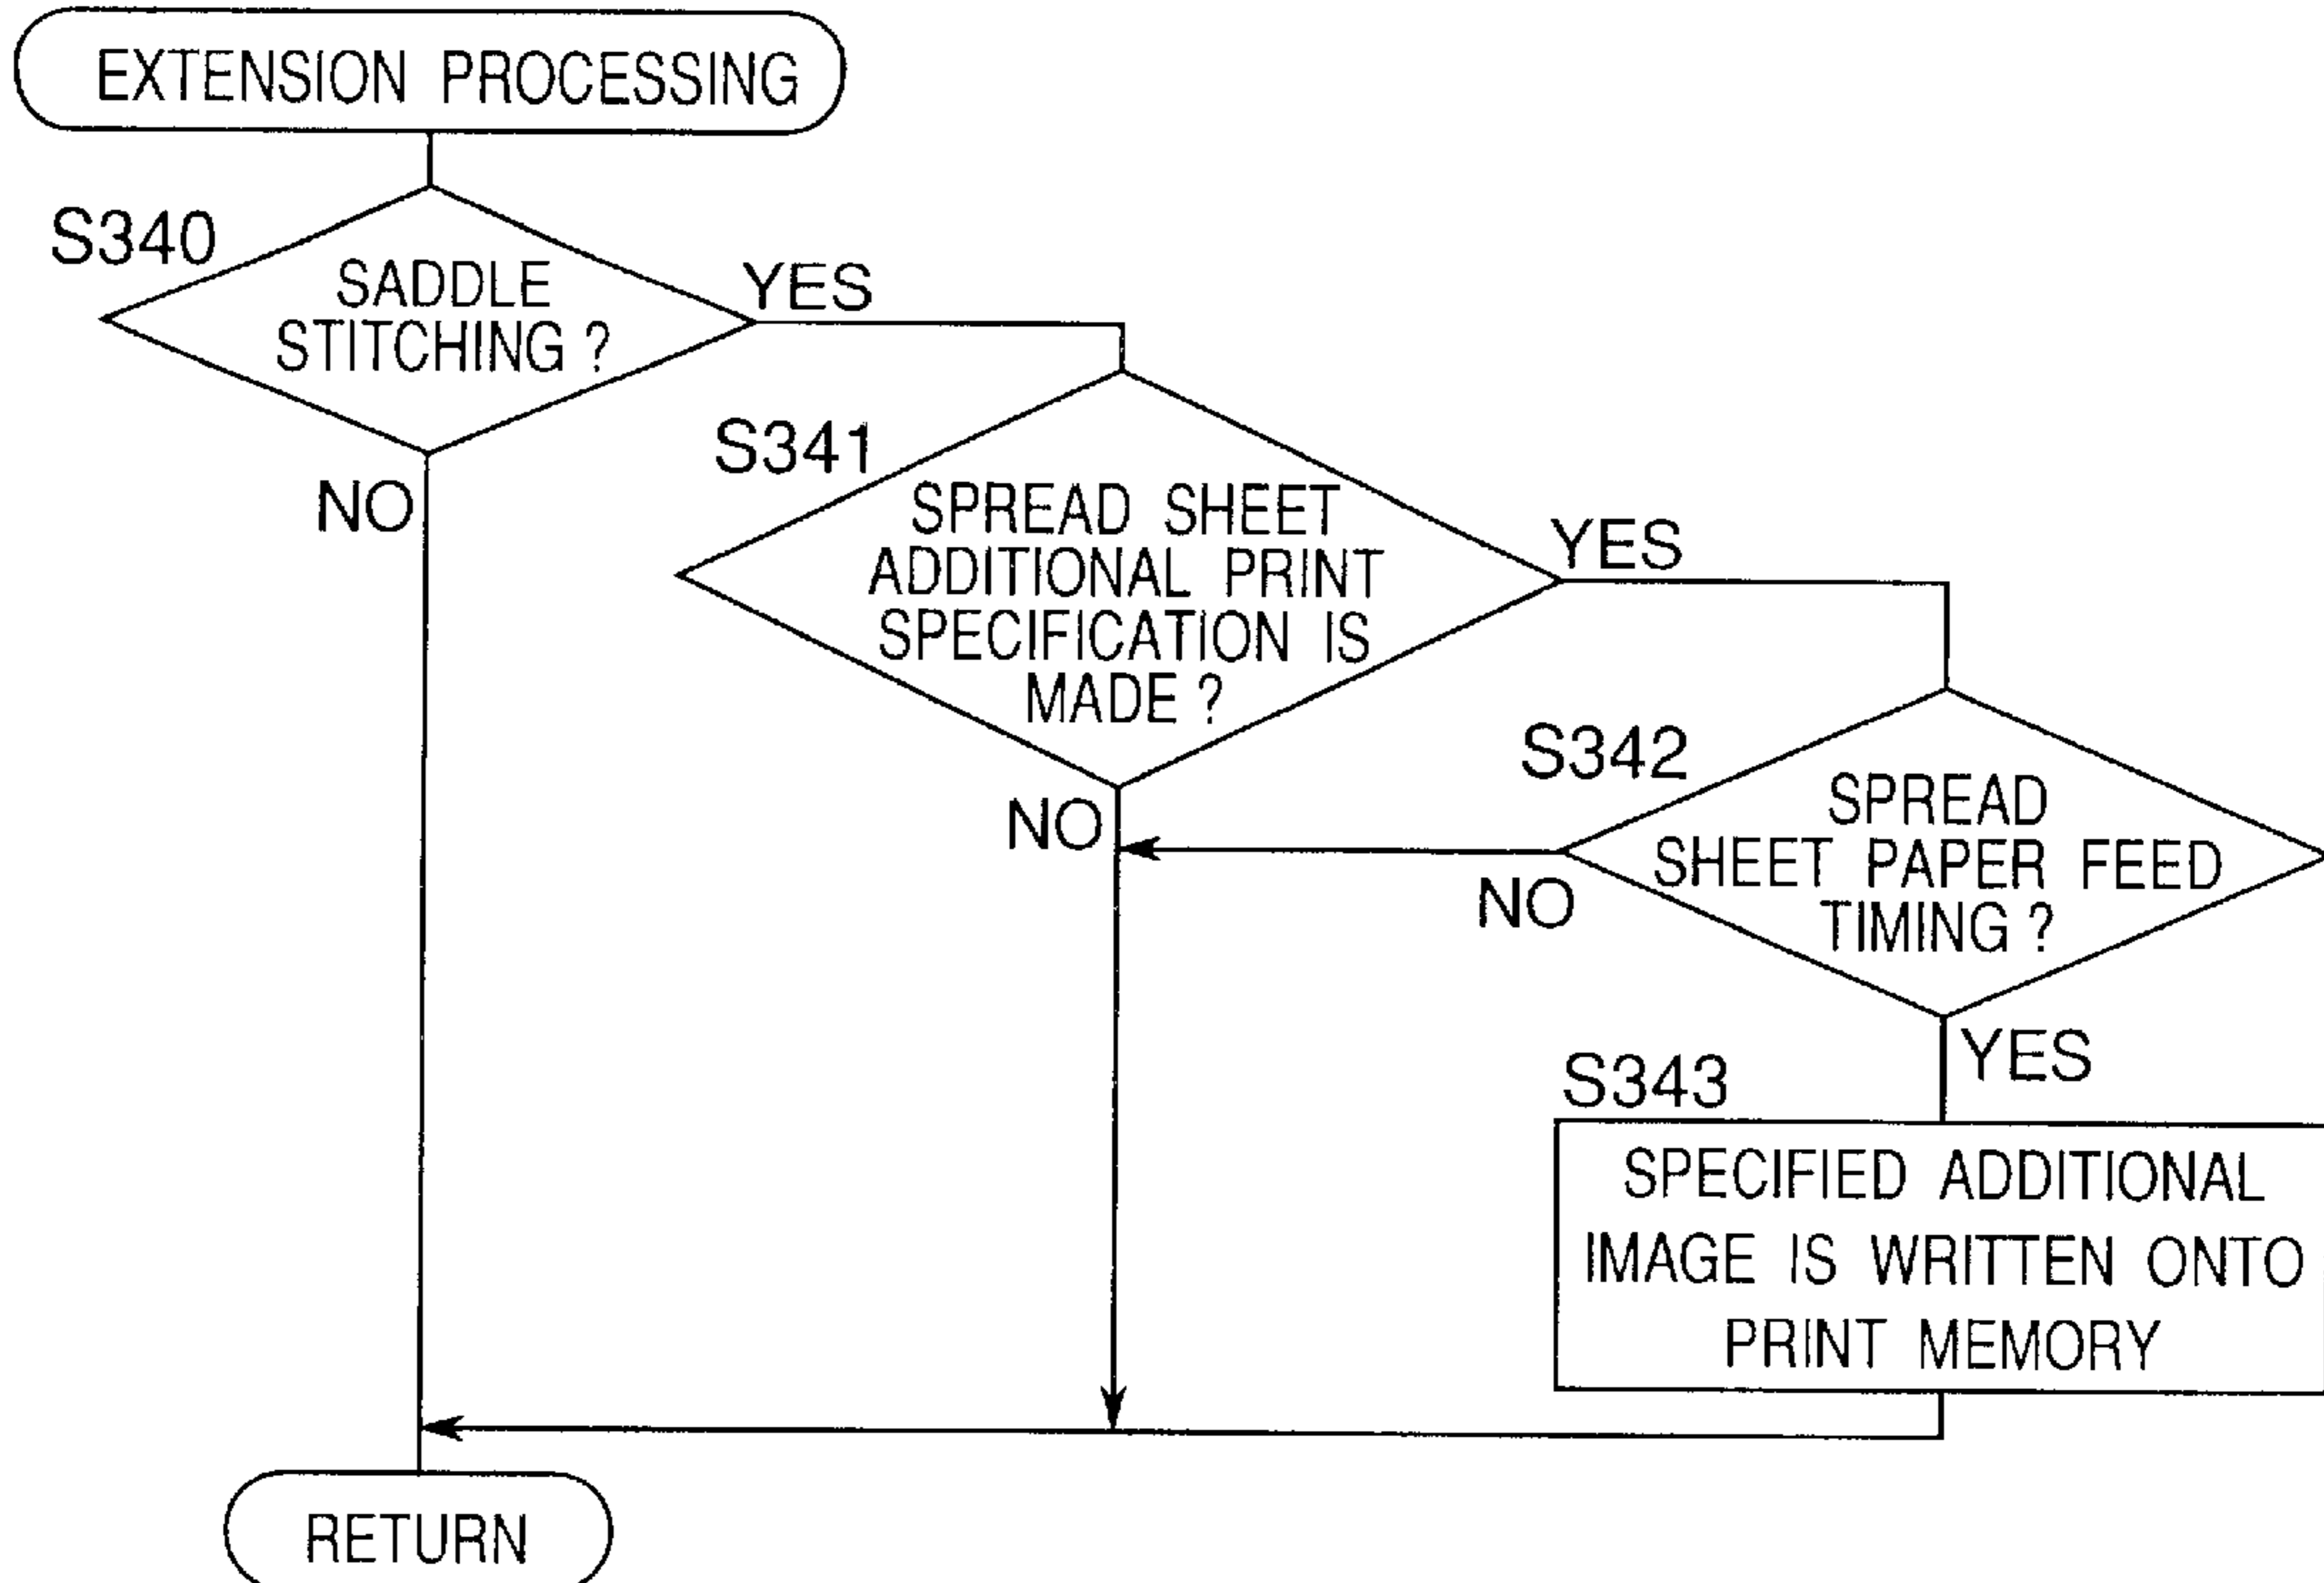 EXTENSION PROCESSING
S340
SADDLE
STITCHING ?
YES
NO
S341
SPREAD SHEET
ADDITIONAL PRINT
SPECIFICATION IS
MADE ?
YES
NO
S342
SPREAD
SHEET PAPER FEED
TIMING ?
NO
YES
S343
SPECIFIED ADDITIONAL
IMAGE IS WRITTEN ONTO
PRINT MEMORY
RETURN